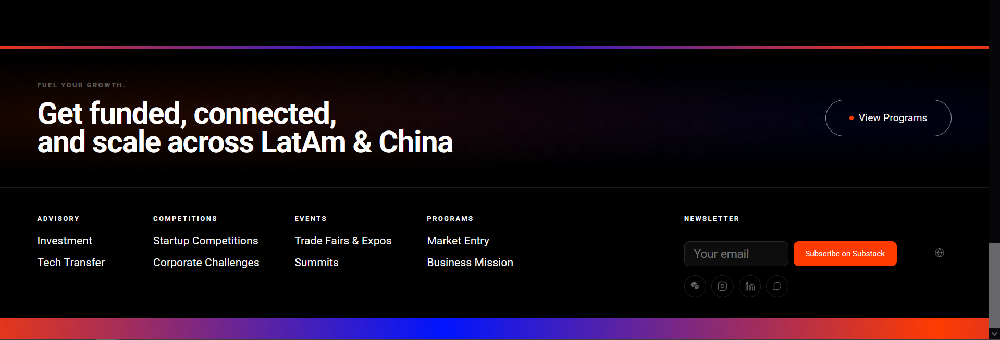 FUEL YOUR GROWTH.
Get funded, connected,
and scale across LatAm & China
View Programs
ADVISORY
Investment
Tech Transfer
COMPETITIONS
Startup Competitions
Corporate Challenges
EVENTS
Trade Fairs & Expos
Summits
PROGRAMS
Market Entry
Business Mission
NEWSLETTER
Your email
Subscribe on Substack